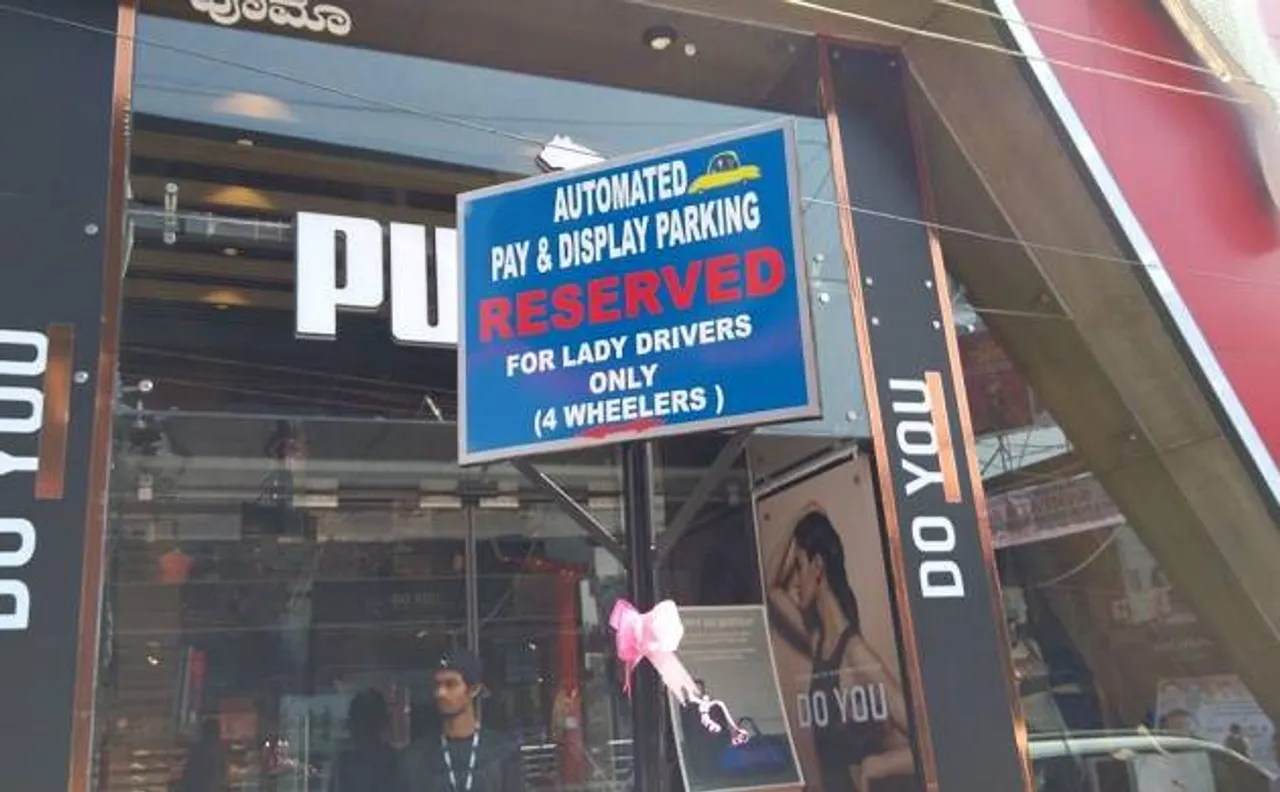 ಪೂಮಾ
PU
AUTOMATED
PAY & DISPLAY PARKING
RESERVED
FOR LADY DRIVERS
ONLY
(4 WHEELERS )
DO YOU
DO YOU
DO YOU